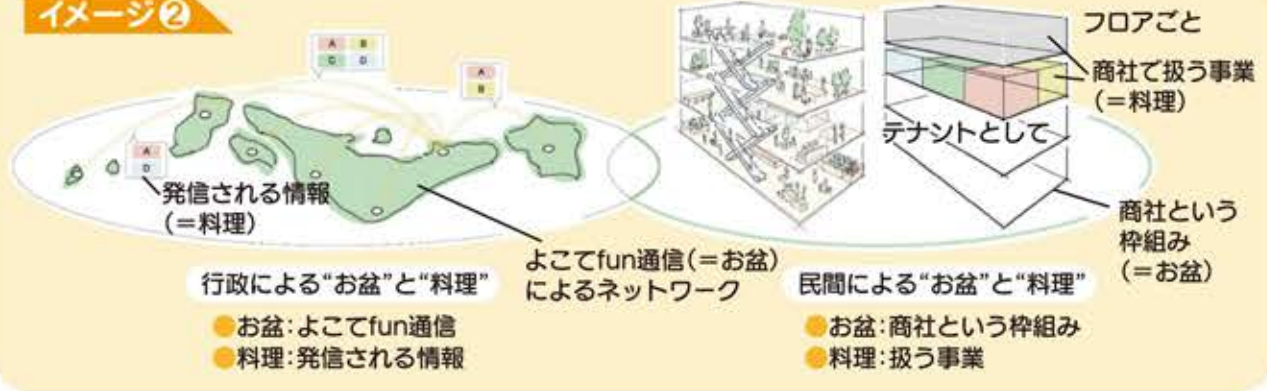 イメージ❷
A B
C D
A
B
A
D
発信される情報
(=料理)
よこてfun通信(=お盆)
によるネットワーク
行政による“お盆”と“料理”
●お盆:よこてfun通信
●料理:発信される情報
フロアごと
商社で扱う事業
(=料理)
テナントとして
商社という
枠組み
(=お盆)
民間による“お盆”と“料理”
●お盆:商社という枠組み
●料理:扱う事業